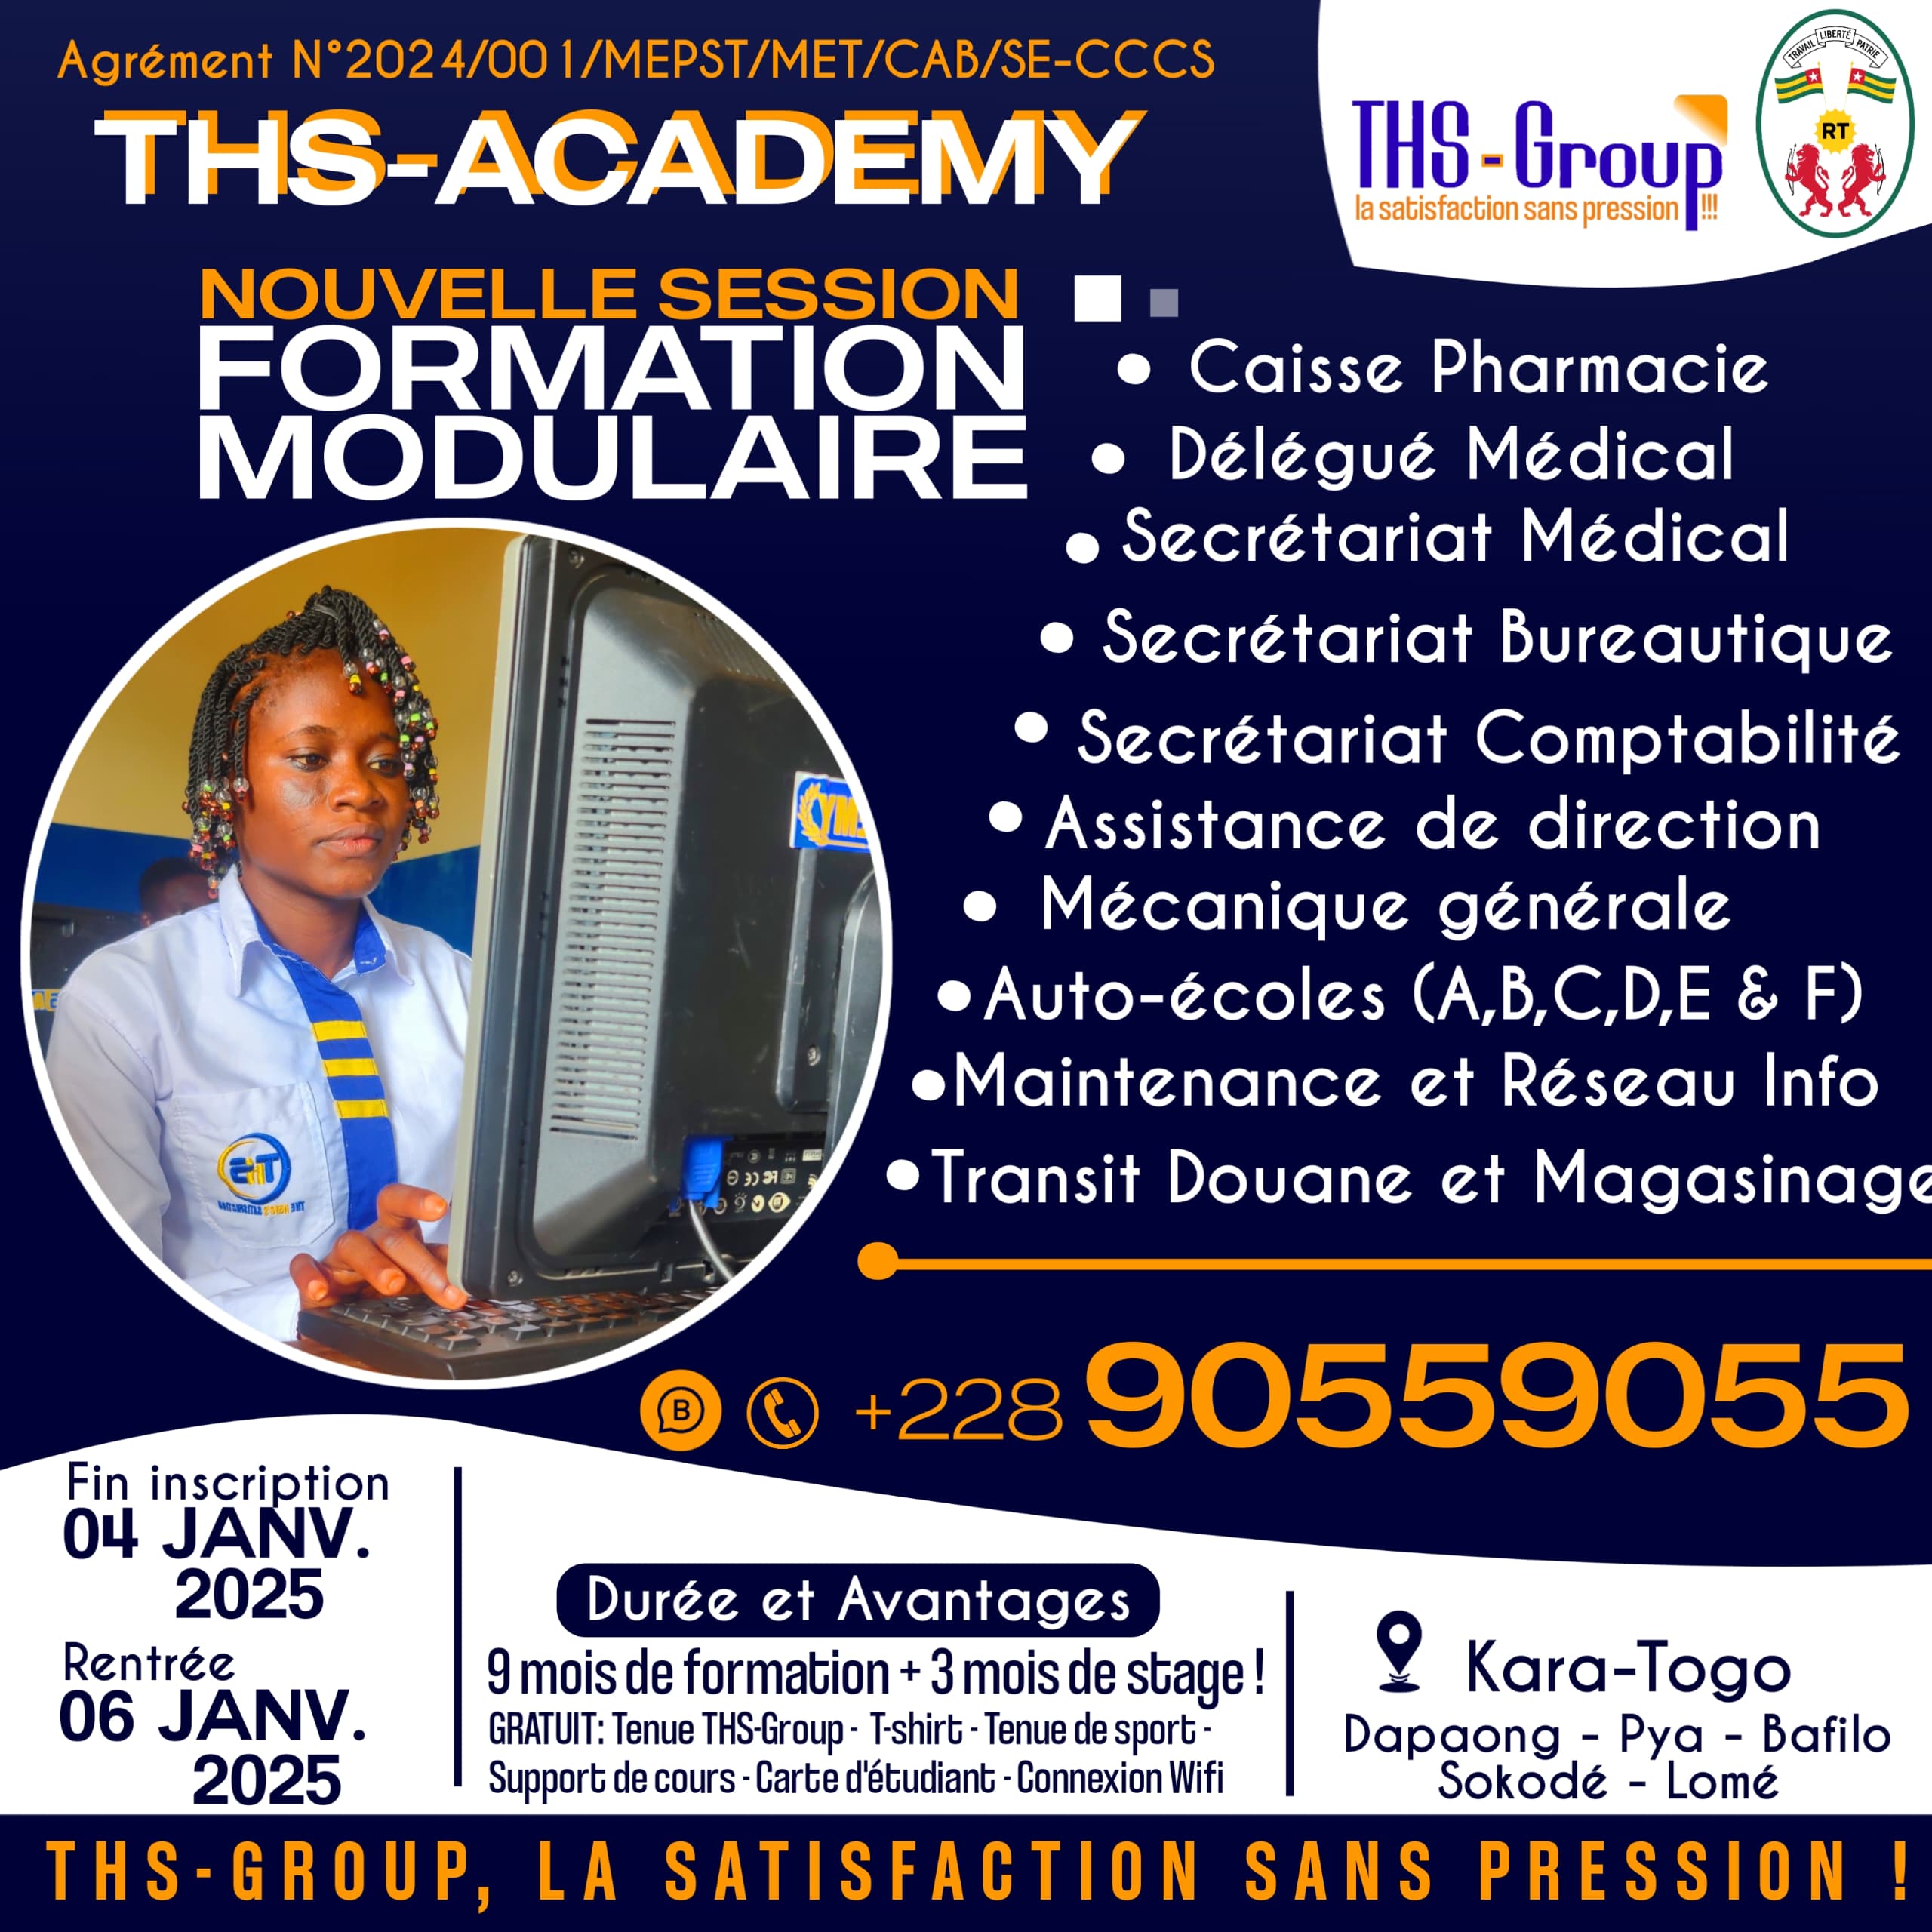 Agrément N°2024/001/MEPST/MET/CAB/SE-CCCS
THS-ACADEMY
THS-Group
la satisfaction sans pression !!!
TRAVAIL LIBERTÉ PATRIE
RT
NOUVELLE SESSION
FORMATION
MODULAIRE
• Caisse Pharmacie
• Délégué Médical
• Secrétariat Médical
• Secrétariat Bureautique
• Secrétariat Comptabilité
• Assistance de direction
• Mécanique générale
• Auto-écoles (A,B,C,D,E & F)
• Maintenance et Réseau Info
• Transit Douane et Magasinage
B
+228 90559055
Fin inscription
04 JANV.
2025
Rentrée
06 JANV.
2025
Durée et Avantages
9 mois de formation + 3 mois de stage !
GRATUIT: Tenue THS-Group - T-shirt - Tenue de sport -
Support de cours - Carte d'étudiant - Connexion Wifi
Kara-Togo
Dapaong - Pya - Bafilo
Sokodé - Lomé
THS-GROUP, LA SATISFACTION SANS PRESSION !